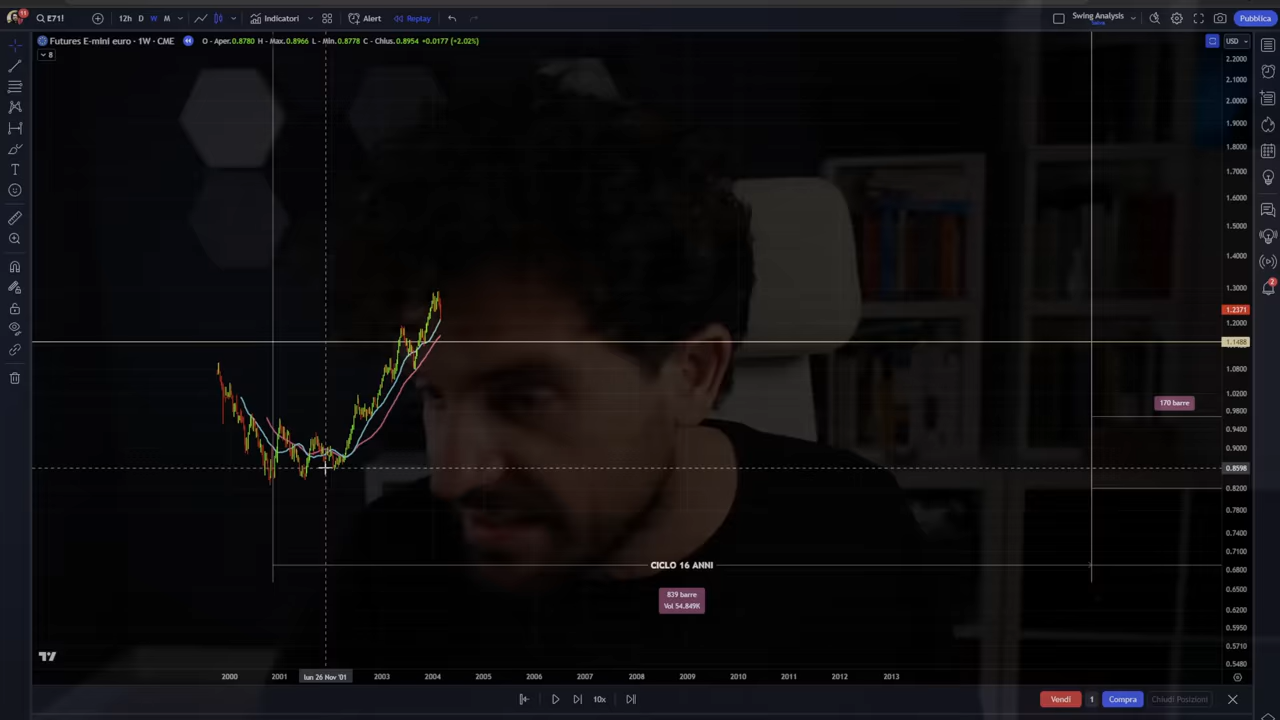 11
E71!
12h
D
W
M
Indicatori
Alert
Replay
Swing Analysis
Salva
Pubblica
Futures E-mini euro · 1W · CME
O - Aper.0.8780 H - Max.0.8966 L - Min.0.8778 C - Chius.0.8954 +0.0177 (+2.02%)
8
USD
2.2000
2.1000
2.0000
1.9000
1.8000
1.7000
1.6000
1.5000
1.4000
1.3000
1.2371
1.2000
1.1488
1.0800
1.0200
0.9800
0.9400
0.9000
0.8598
0.8200
0.7800
0.7400
0.7100
0.6800
0.6500
0.6200
0.5950
0.5710
0.5480
2
170 barre
CICLO 16 ANNI
839 barre
Vol 54.849K
2000
2001
lun 26 Nov '01
2003
2004
2005
2006
2007
2008
2009
2010
2011
2012
2013
10x
Vendi
1
Compra
Chiudi Posizioni